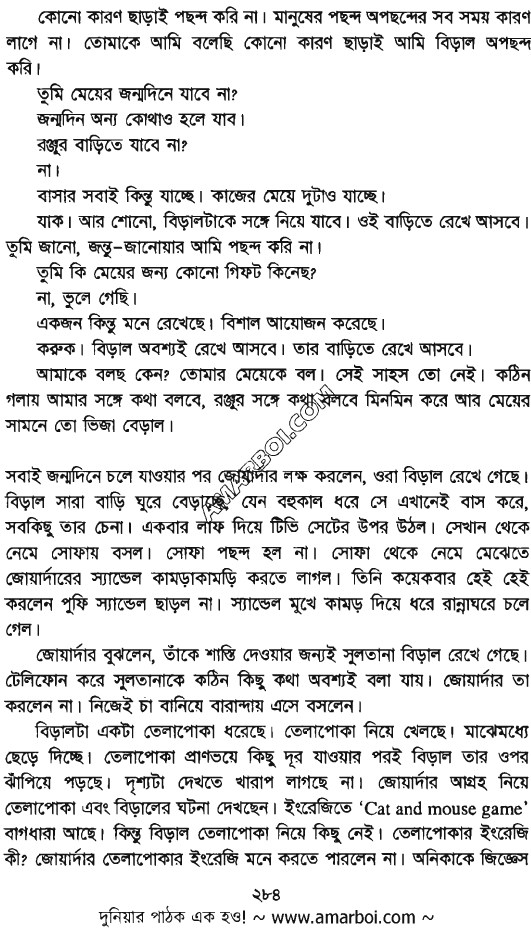 কোনো কারণ ছাড়াই পছন্দ করি না। মানুষের পছন্দ অপছন্দের সব সময় কারণ
লাগে না। তোমাকে আমি বলেছি কোনো কারণ ছাড়াই আমি বিড়াল অপছন্দ
করি।
তুমি মেয়ের জন্মদিনে যাবে না?
জন্মদিন অন্য কোথাও হলে যাব।
রঞ্জুর বাড়িতে যাবে না?
না।
বাসার সবাই কিন্তু যাচ্ছে। কাজের মেয়ে দুটাও যাচ্ছে।
যাক। আর শোনো, বিড়ালটাকে সঙ্গে নিয়ে যাবে। ওই বাড়িতে রেখে আসবে।
তুমি জানো, জন্তু-জানোয়ার আমি পছন্দ করি না।
তুমি কি মেয়ের জন্য কোনো গিফট কিনেছ?
না, ভুলে গেছি।
একজন কিন্তু মনে রেখেছে। বিশাল আয়োজন করেছে।
করুক। বিড়াল অবশ্যই রেখে আসবে। তার বাড়িতে রেখে আসবে।
আমাকে বলছ কেন? তোমার মেয়েকে বল। সেই সাহস তো নেই। কঠিন
গলায় আমার সঙ্গে কথা বলবে, রঞ্জুর সঙ্গে কথা বলবে মিনমিন করে আর মেয়ের
সামনে তো ভিজা বেড়াল।
সবাই জন্মদিনে চলে যাওয়ার পর জোয়ার্দার লক্ষ করলেন, ওরা বিড়াল রেখে গেছে।
বিড়াল সারা বাড়ি ঘুরে বেড়াচ্ছে, যেন বহুকাল ধরে সে এখানেই বাস করে,
সবকিছু তার চেনা। একবার লাফ দিয়ে টিভি সেটের উপর উঠল। সেখান থেকে
নেমে সোফায় বসল। সোফা পছন্দ হল না। সোফা থেকে নেমে মেঝেতে
জোয়ার্দারের স্যান্ডেল কামড়াকামড়ি করতে লাগল। তিনি কয়েকবার হেই হেই
করলেন পুফি স্যান্ডেল ছাড়ল না। স্যান্ডেল মুখে কামড় দিয়ে ধরে রান্নাঘরে চলে
গেল।
জোয়ার্দার বুঝলেন, তাঁকে শাস্তি দেওয়ার জন্যই সুলতানা বিড়াল রেখে গেছে।
টেলিফোন করে সুলতানাকে কঠিন কিছু কথা অবশ্যই বলা যায়। জোয়ার্দার তা
করলেন না। নিজেই চা বানিয়ে বারান্দায় এসে বসলেন।
বিড়ালটা একটা তেলাপোকা ধরেছে। তেলাপোকা নিয়ে খেলছে। মাঝেমধ্যে
ছেড়ে দিচ্ছে। তেলাপোকা প্রাণভয়ে কিছু দূর যাওয়ার পরই বিড়াল তার ওপর
ঝাঁপিয়ে পড়ছে। দৃশ্যটা দেখতে খারাপ লাগছে না। জোয়ার্দার আগ্রহ নিয়ে
তেলাপোকা এবং বিড়ালের ঘটনা দেখছেন। ইংরেজিতে ‘Cat and mouse game’
বাগধারা আছে। কিন্তু বিড়াল তেলাপোকা নিয়ে কিছু নেই। তেলাপোকার ইংরেজি
কী? জোয়ার্দার তেলাপোকার ইংরেজি মনে করতে পারলেন না। অনিকাকে জিজ্ঞেস
২৮৪
দুনিয়ার পাঠক এক হও! ~ www.amarboi.com ~
AMARBOI.COM